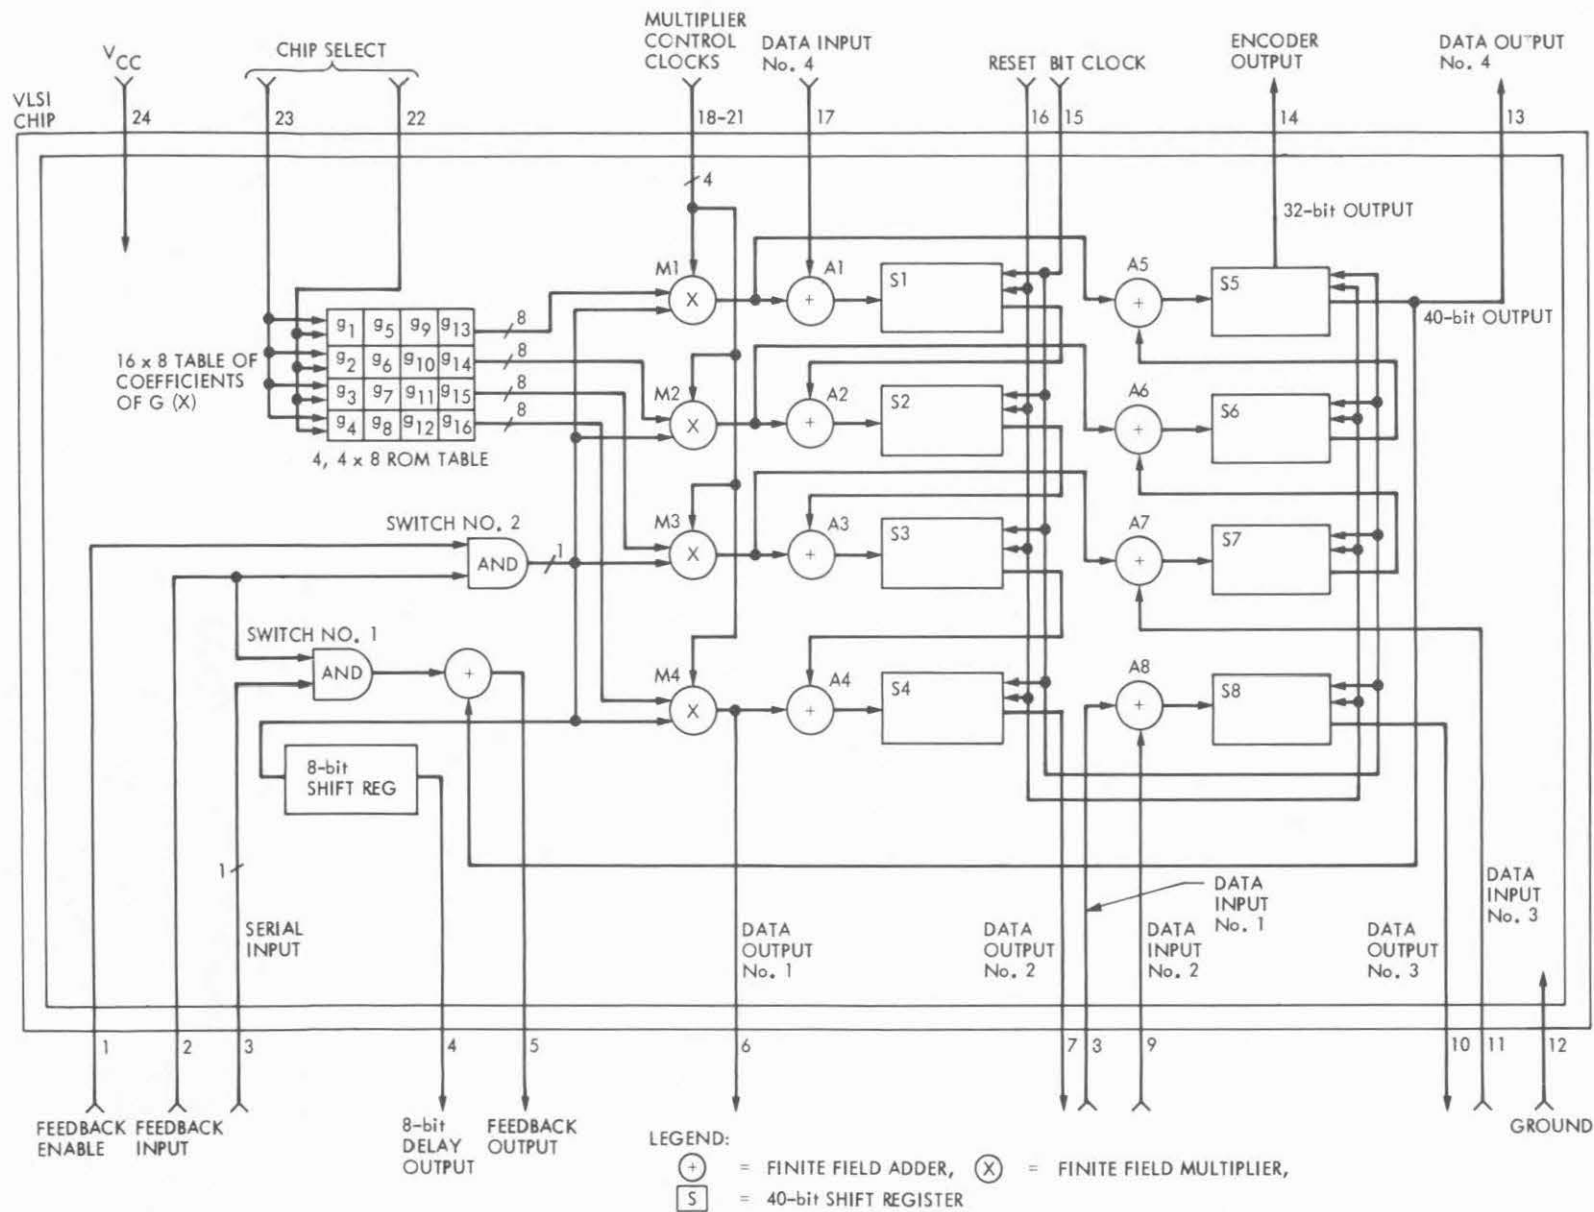 MULTIPLIER
CONTROL
CLOCKS
DATA INPUT
No. 4
ENCODER
OUTPUT
DATA OUTPUT
No. 4
VCC
CHIP SELECT
RESET BIT CLOCK
VLSI
CHIP
24
23
22
18-21
17
16
15
14
13
4
32-bit OUTPUT
M1
X
A1
+
S1
A5
+
S5
40-bit OUTPUT
g1 g5 g9 g13
g2 g6 g10 g14
g3 g7 g11 g15
g4 g8 g12 g16
8
8
8
8
16 x 8 TABLE OF
COEFFICIENTS
OF G (X)
4, 4 x 8 ROM TABLE
M2
X
A2
+
S2
A6
+
S6
SWITCH NO. 2
AND
1
M3
X
A3
+
S3
A7
+
S7
SWITCH NO. 1
AND
+
M4
X
A4
+
S4
A8
+
S8
8-bit
SHIFT REG
1
SERIAL
INPUT
DATA
OUTPUT
No. 1
DATA
OUTPUT
No. 2
DATA
INPUT
No. 1
DATA
INPUT
No. 2
DATA
OUTPUT
No. 3
DATA
INPUT
No. 3
1
2
3
4
5
6
7
3
9
10
11
12
FEEDBACK
ENABLE
FEEDBACK
INPUT
8-bit
DELAY
OUTPUT
FEEDBACK
OUTPUT
GROUND
LEGEND:
+ = FINITE FIELD ADDER, X = FINITE FIELD MULTIPLIER,
S = 40-bit SHIFT REGISTER